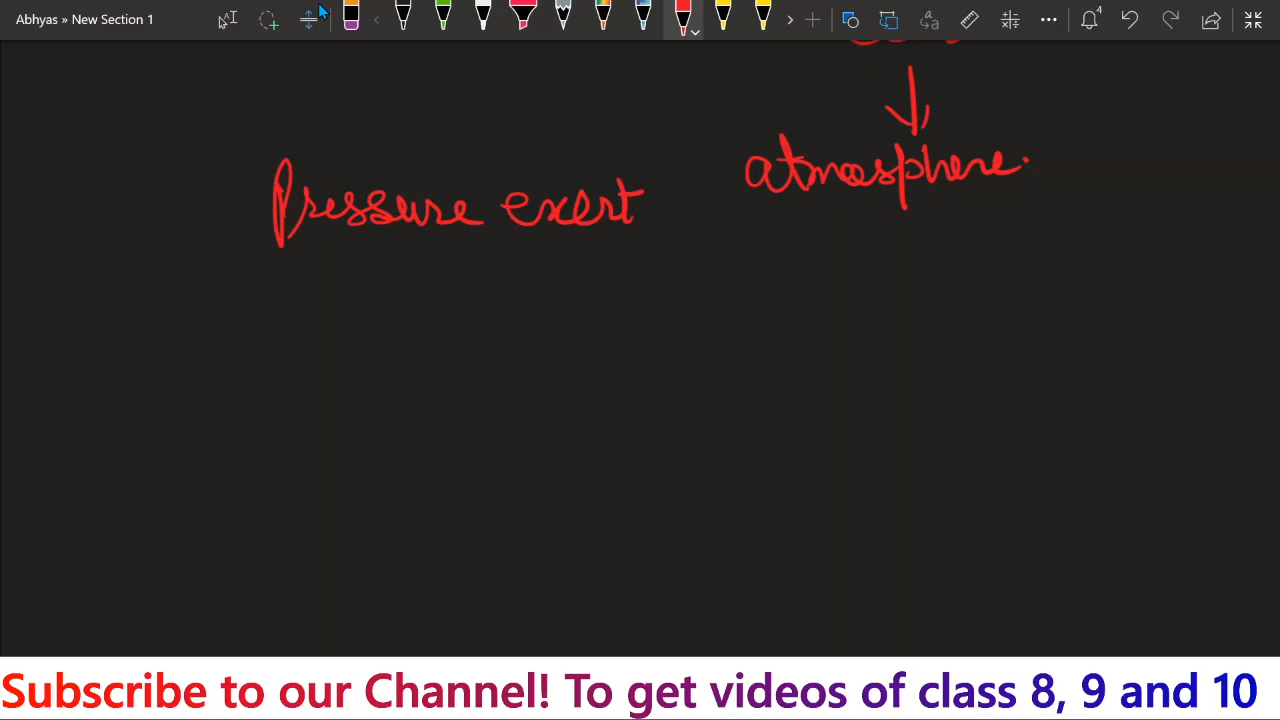 Abhyas » New Section 1
atmosphere.
Pressure exert
Subscribe to our Channel! To get videos of class 8, 9 and 10